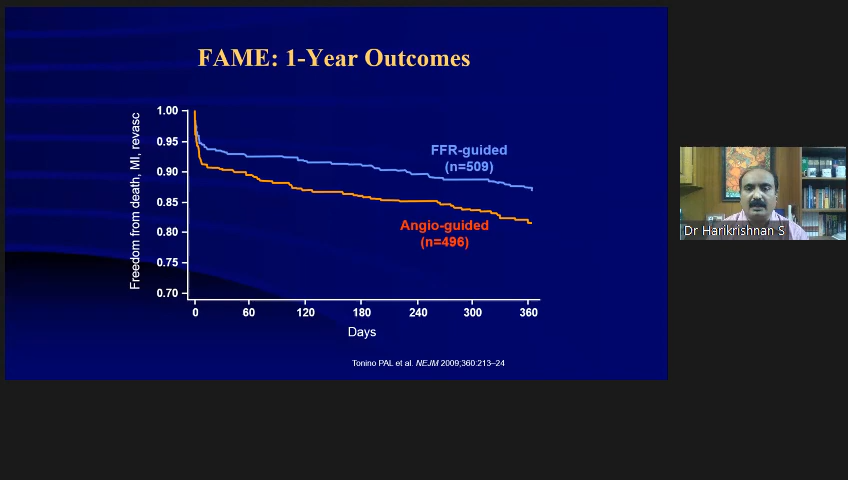 FAME: 1-Year Outcomes
Freedom from death, MI, revasc
1.00
0.95
0.90
0.85
0.80
0.75
0.70
FFR-guided
(n=509)
Angio-guided
(n=496)
0 60 120 180 240 300 360
Days
Tonino PAL et al. NEJM 2009;360:213–24
Dr Harikrishnan S